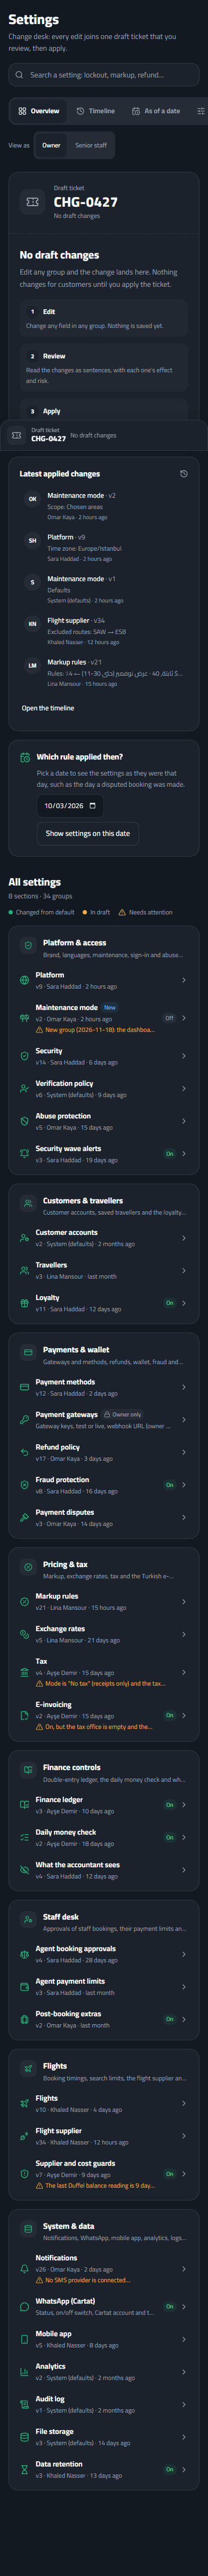 Settings
Change desk: every edit joins one draft ticket that you review, then apply.
Search a setting: lockout, markup, refund…
Overview
Timeline
As of a date
View as
Owner
Senior staff
Draft ticket
CHG-0427
No draft changes
No draft changes
Edit any group and the change lands here. Nothing changes for customers until you apply the ticket.
1 Edit
Change any field in any group. Nothing is saved yet.
2 Review
Read the changes as sentences, with each one's effect and risk.
3 Apply
Draft ticket
CHG-0427 No draft changes
Latest applied changes
OK Maintenance mode · v2
Scope: Chosen areas
Omar Kaya · 2 hours ago
SH Platform · v9
Time zone: Europe/Istanbul
Sara Haddad · 2 hours ago
S Maintenance mode · v1
Defaults
System (defaults) · 2 hours ago
KN Flight supplier · v34
Excluded routes: SAW → ESB
Khaled Nasser · 12 hours ago
LM Markup rules · v21
Lina Mansour · 15 hours ago
Open the timeline
Which rule applied then?
Pick a date to see the settings as they were that day, such as the day a disputed booking was made.
10/03/2026
Show settings on this date
All settings
8 sections · 34 groups
Changed from default
In draft
Needs attention
Platform & access
Brand, languages, maintenance, sign-in and abuse…
Platform
v9 · Sara Haddad · 2 hours ago
Maintenance mode New
v2 · Omar Kaya · 2 hours ago
Off
New group (2026-11-18): the dashboa…
Security
v14 · Sara Haddad · 6 days ago
Verification policy
v6 · System (defaults) · 9 days ago
Abuse protection
v5 · Omar Kaya · 15 days ago
Security wave alerts
v3 · Sara Haddad · 19 days ago
On
Customers & travellers
Customer accounts, saved travellers and the loyalty…
Customer accounts
v2 · System (defaults) · 2 months ago
Travellers
v3 · Lina Mansour · last month
Loyalty
v11 · Sara Haddad · 12 days ago
On
Payments & wallet
Gateways and methods, refunds, wallet, fraud and…
Payment methods
v12 · Sara Haddad · 2 days ago
Payment gateways Owner only
Gateway keys, test or live, webhook URL (owner …
Refund policy
v17 · Omar Kaya · 3 days ago
Fraud protection
v8 · Sara Haddad · 16 days ago
On
Payment disputes
v3 · Omar Kaya · 14 days ago
Pricing & tax
Markup, exchange rates, tax and the Turkish e-…
Markup rules
v21 · Lina Mansour · 15 hours ago
Exchange rates
v5 · Lina Mansour · 21 days ago
Tax
v4 · Ayşe Demir · 15 days ago
Mode is "No tax" (receipts only) and the tax…
E-invoicing
v2 · Ayşe Demir · 15 days ago
On
On, but the tax office is empty and the…
Finance controls
Double-entry ledger, the daily money check and wh…
Finance ledger
v3 · Ayşe Demir · 10 days ago
On
Daily money check
v2 · Ayşe Demir · 18 days ago
On
What the accountant sees
v4 · Sara Haddad · 12 days ago
Staff desk
Approvals of staff bookings, their payment limits an…
Agent booking approvals
v4 · Sara Haddad · 28 days ago
Agent payment limits
v3 · Sara Haddad · last month
Post-booking extras
v2 · Omar Kaya · last month
On
Flights
Booking timings, search limits, the flight supplier an…
Flights
v10 · Khaled Nasser · 4 days ago
Flight supplier
v34 · Khaled Nasser · 12 hours ago
Supplier and cost guards
v7 · Ayşe Demir · 9 days ago
On
The last Duffel balance reading is 9 day…
System & data
Notifications, WhatsApp, mobile app, analytics, logs…
Notifications
v26 · Omar Kaya · 2 days ago
No SMS provider is connected…
WhatsApp (Cartat)
Status, on/off switch, Cartat account and t…
On
Mobile app
v5 · Khaled Nasser · 8 days ago
Analytics
v2 · System (defaults) · 2 months ago
Audit log
v1 · System (defaults) · 2 months ago
File storage
v3 · System (defaults) · 14 days ago
Data retention
v3 · Khaled Nasser · 13 days ago
On